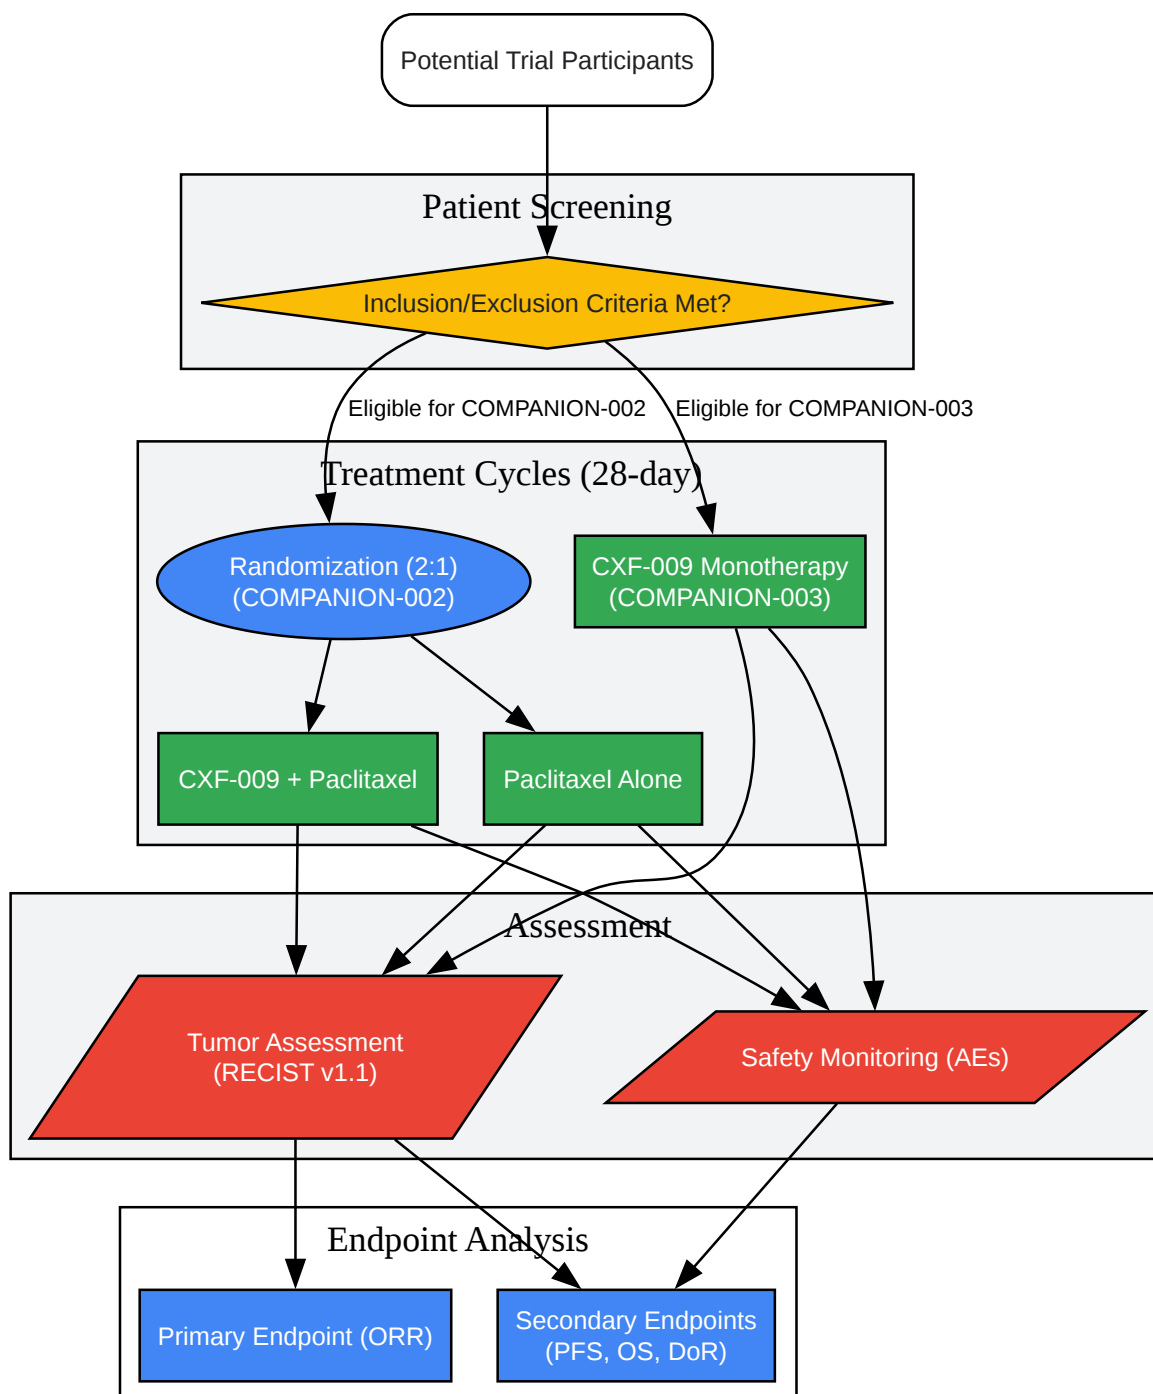 Potential Trial Participants
Patient Screening
Inclusion/Exclusion Criteria Met?
Eligible for COMPANION-002
Eligible for COMPANION-003
Treatment Cycles (28-day)
Randomization (2:1)
(COMPANION-002)
CXF-009 Monotherapy
(COMPANION-003)
CXF-009 + Paclitaxel
Paclitaxel Alone
Assessment
Tumor Assessment
(RECIST v1.1)
Safety Monitoring (AEs)
Endpoint Analysis
Primary Endpoint (ORR)
Secondary Endpoints
(PFS, OS, DoR)